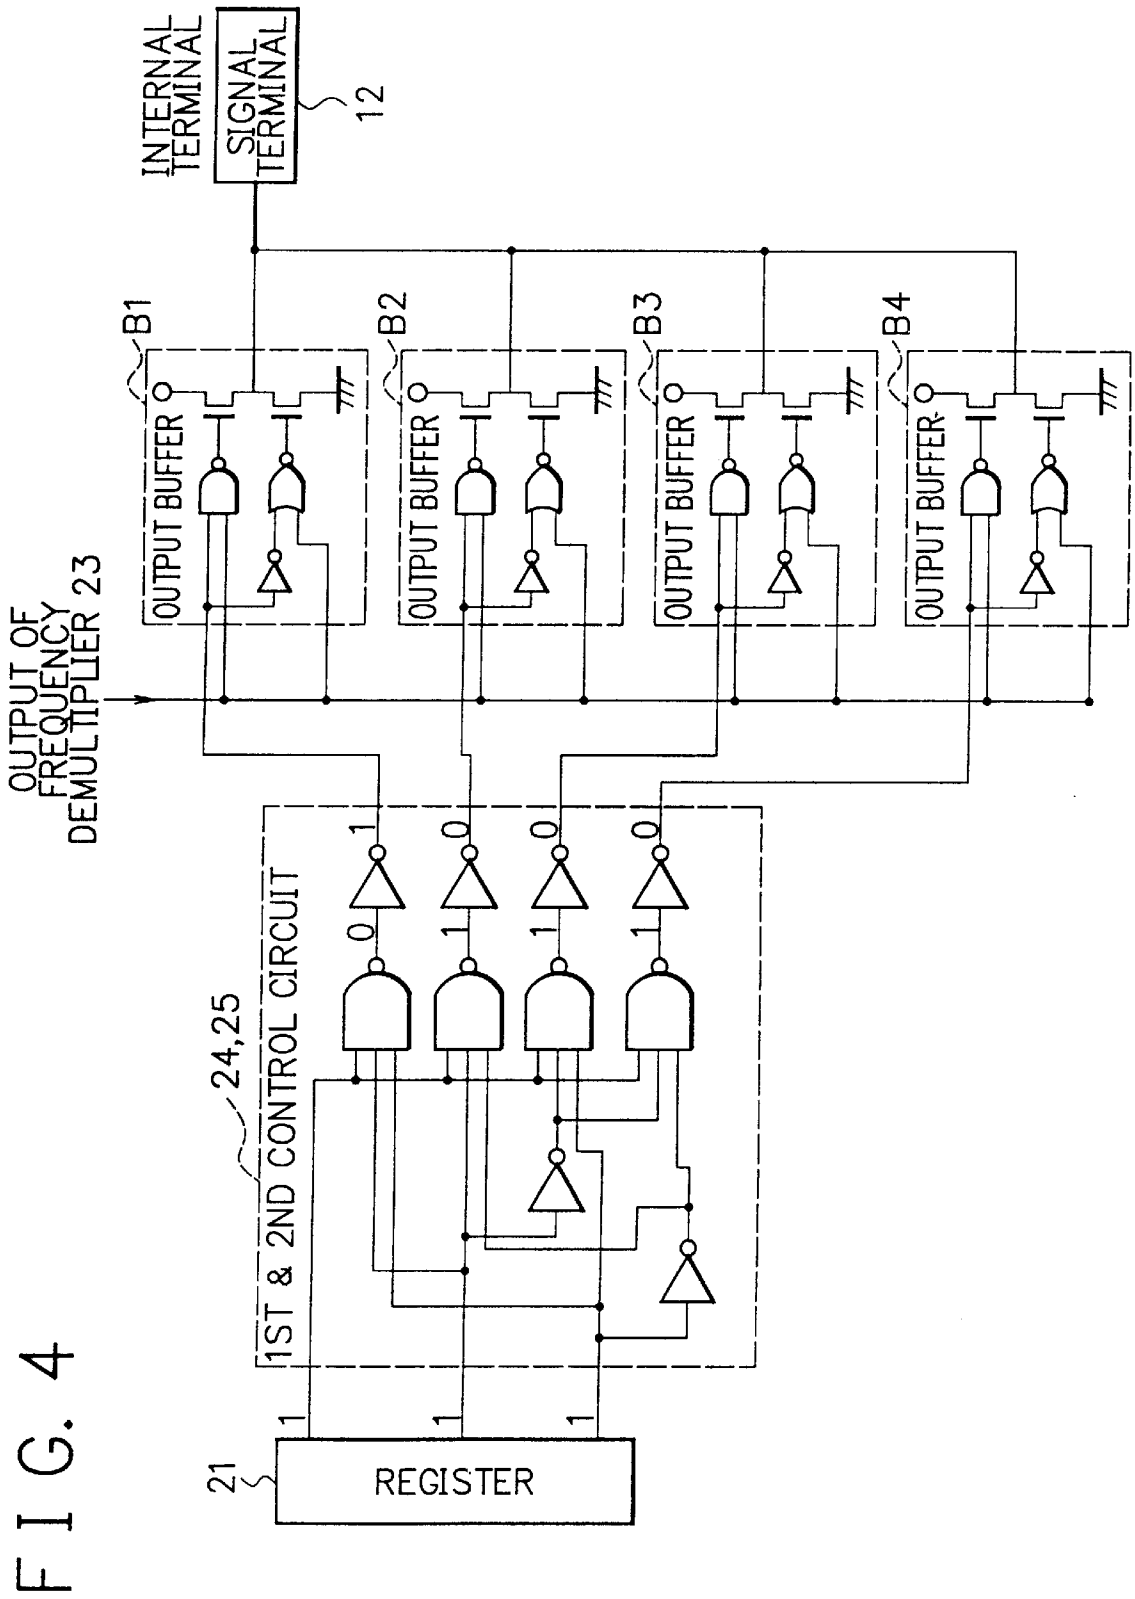 FIG. 4
21
REGISTER
1
1
1
24,25
1ST & 2ND CONTROL CIRCUIT
0
1
1
1
1
0
0
0
OUTPUT OF
FREQUENCY
DEMULTIPLIER 23
B1
OUTPUT BUFFER
B2
OUTPUT BUFFER
B3
OUTPUT BUFFER
B4
OUTPUT BUFFER
INTERNAL
TERMINAL
SIGNAL
TERMINAL
12